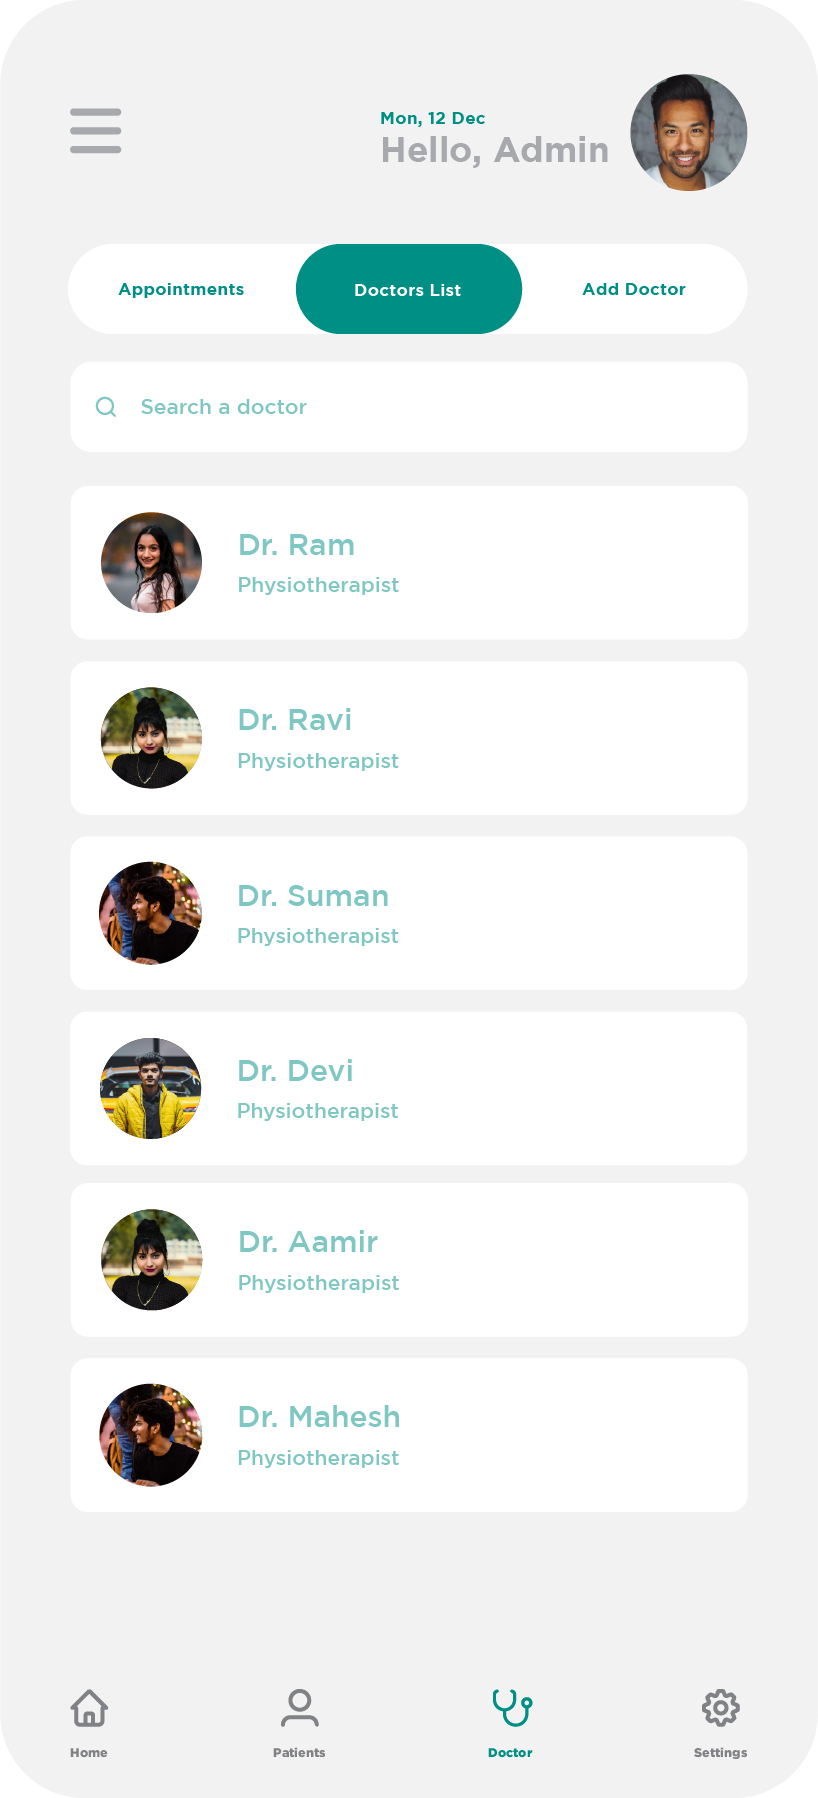 Mon, 12 Dec
Hello, Admin
Appointments
Doctors List
Add Doctor
Search a doctor
Dr. Ram
Physiotherapist
Dr. Ravi
Physiotherapist
Dr. Suman
Physiotherapist
Dr. Devi
Physiotherapist
Dr. Aamir
Physiotherapist
Dr. Mahesh
Physiotherapist
Home
Patients
Doctor
Settings